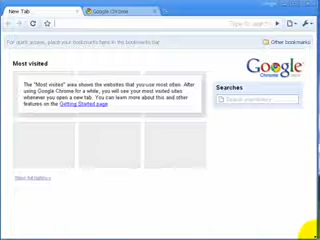 New Tab
Google Chrome
For quick access, place your bookmarks here in the bookmarks bar.
Other bookmarks
Most visited
Google
Chrome
The "Most visited" area shows the websites that you use most often. After
using Google Chrome for a while, you will see your most visited sites
whenever you open a new tab. You can learn more about this and other
features on the Getting Started page
Searches
Search your history